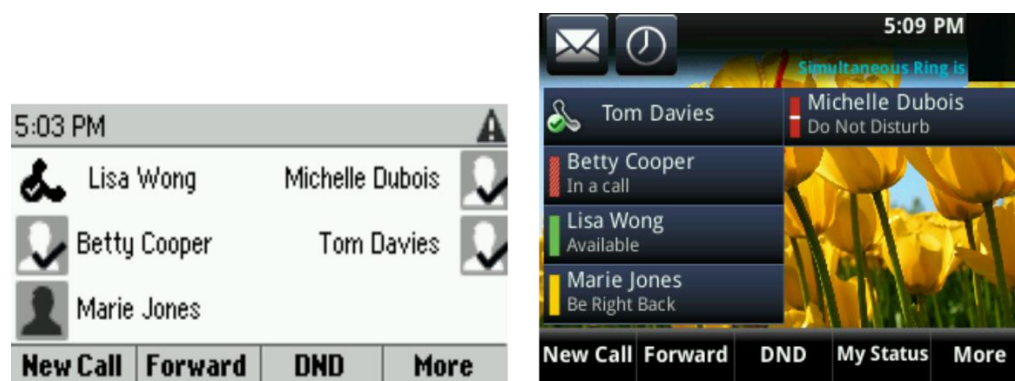 5:03 PM
Lisa Wong
Michelle Dubois
Betty Cooper
Tom Davies
Marie Jones
New Call Forward DND More
5:09 PM
Simultaneous Ring is
Tom Davies
Michelle Dubois
Do Not Disturb
Betty Cooper
In a call
Lisa Wong
Available
Marie Jones
Be Right Back
New Call Forward DND My Status More